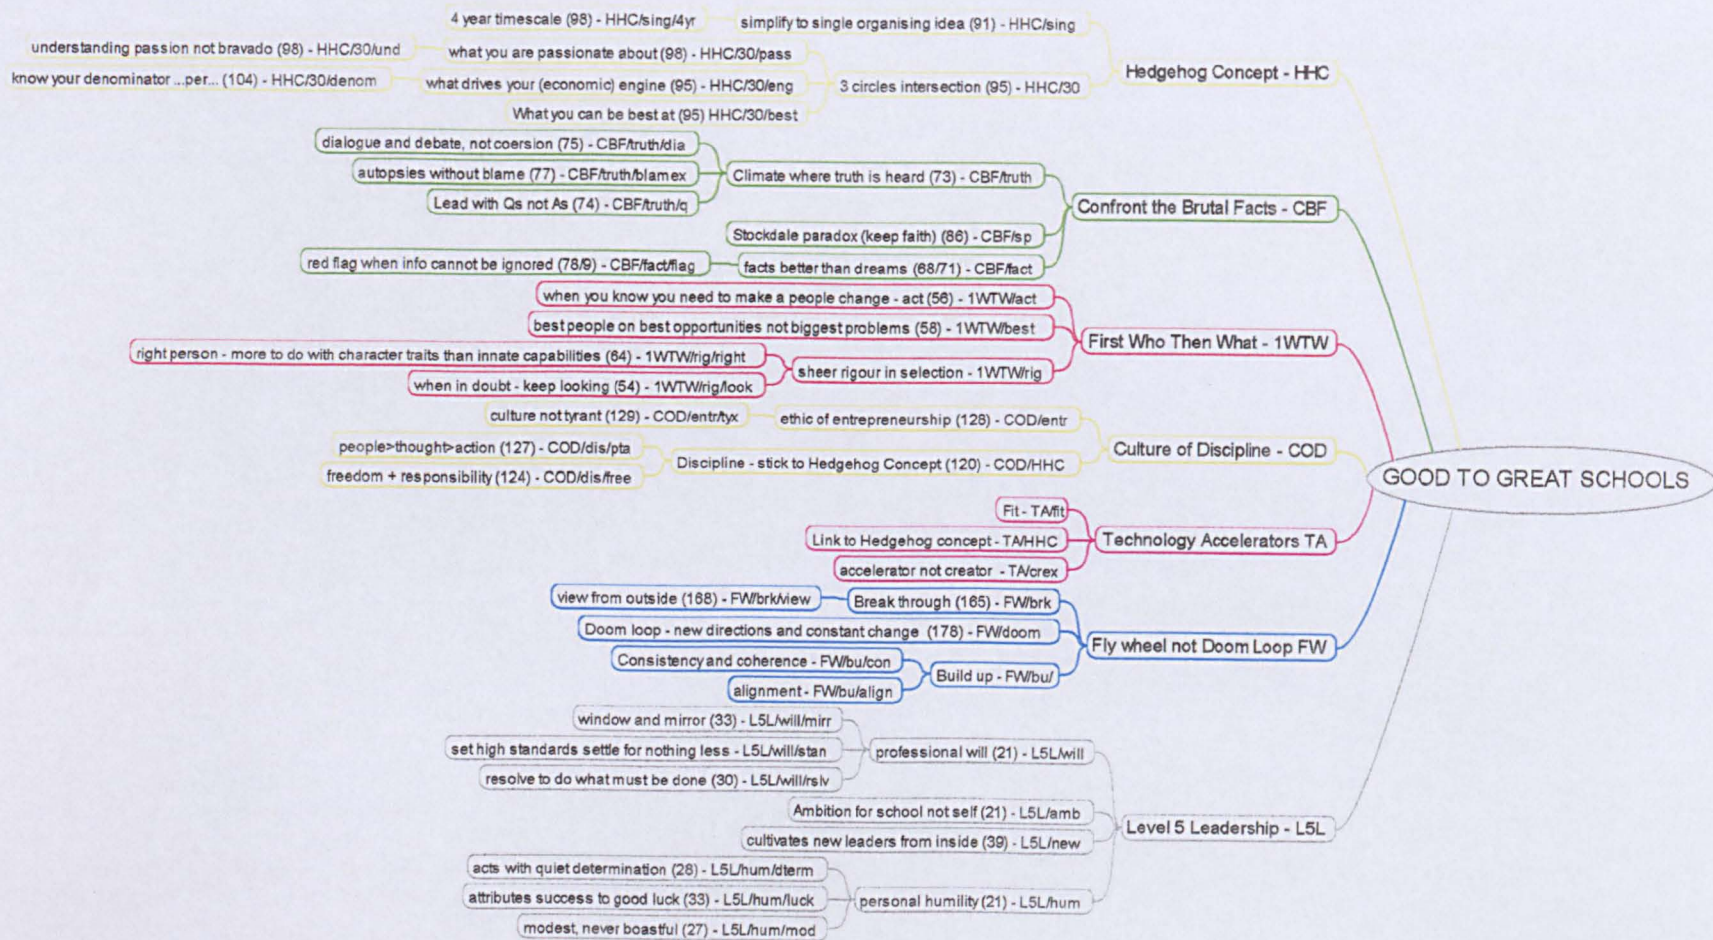 4 year timescale (98) - HHC/sing/4yr
simplify to single organising idea (91) - HHC/sing
understanding passion not bravado (98) - HHC/30/und
what you are passionate about (98) - HHC/30/pass
Hedgehog Concept - HHC
know your denominator ...per... (104) - HHC/30/denom
what drives your (economic) engine (95) - HHC/30/eng
3 circles intersection (95) - HHC/30
What you can be best at (95) HHC/30/best
dialogue and debate, not coersion (75) - CBF/truth/dia
autopsies without blame (77) - CBF/truth/blamex
Climate where truth is heard (73) - CBF/truth
Lead with Qs not As (74) - CBF/truth/q
Confront the Brutal Facts - CBF
Stockdale paradox (keep faith) (86) - CBF/sp
red flag when info cannot be ignored (78/9) - CBF/fact/flag
facts better than dreams (68/71) - CBF/fact
when you know you need to make a people change - act (56) - 1WTW/act
best people on best opportunities not biggest problems (58) - 1WTW/best
First Who Then What - 1WTW
right person - more to do with character traits than innate capabilities (64) - 1WTW/rig/right
sheer rigour in selection - 1WTW/rig
when in doubt - keep looking (54) - 1WTW/rig/look
culture not tyrant (129) - COD/entr/tyx
ethic of entrepreneurship (128) - COD/entr
people>thought>action (127) - COD/dis/pta
Culture of Discipline - COD
Discipline - stick to Hedgehog Concept (120) - COD/HHC
freedom + responsibility (124) - COD/dis/free
GOOD TO GREAT SCHOOLS
Fit - TA/fit
Link to Hedgehog concept - TA/HHC
Technology Accelerators TA
accelerator not creator - TA/crex
view from outside (168) - FW/brk/view
Break through (165) - FW/brk
Doom loop - new directions and constant change (178) - FW/doom
Fly wheel not Doom Loop FW
Consistency and coherence - FW/bu/con
Build up - FW/bu/
alignment - FW/bu/align
window and mirror (33) - L5L/will/mirr
set high standards settle for nothing less - L5L/will/stan
professional will (21) - L5L/will
resolve to do what must be done (30) - L5L/will/rslv
Ambition for school not self (21) - L5L/amb
Level 5 Leadership - L5L
cultivates new leaders from inside (39) - L5L/new
acts with quiet determination (28) - L5L/hum/dterm
attributes success to good luck (33) - L5L/hum/luck
personal humility (21) - L5L/hum
modest, never boastful (27) - L5L/hum/mod